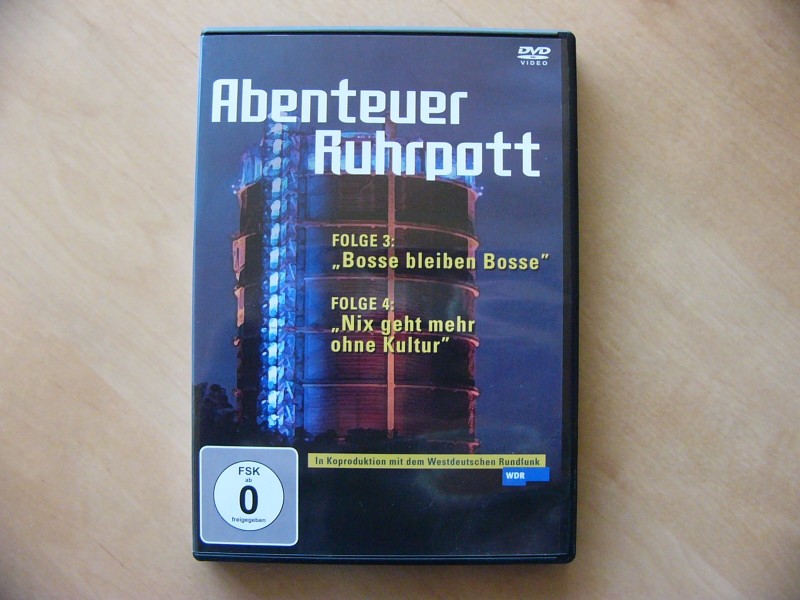 DVD
VIDEO
Abenteuer
Ruhrpott
FOLGE 3:
„Bosse bleiben Bosse”
FOLGE 4:
„Nix geht mehr
ohne Kultur”
In Koproduktion mit dem Westdeutschen Rundfunk
WDR
FSK
ab
0
freigegeben